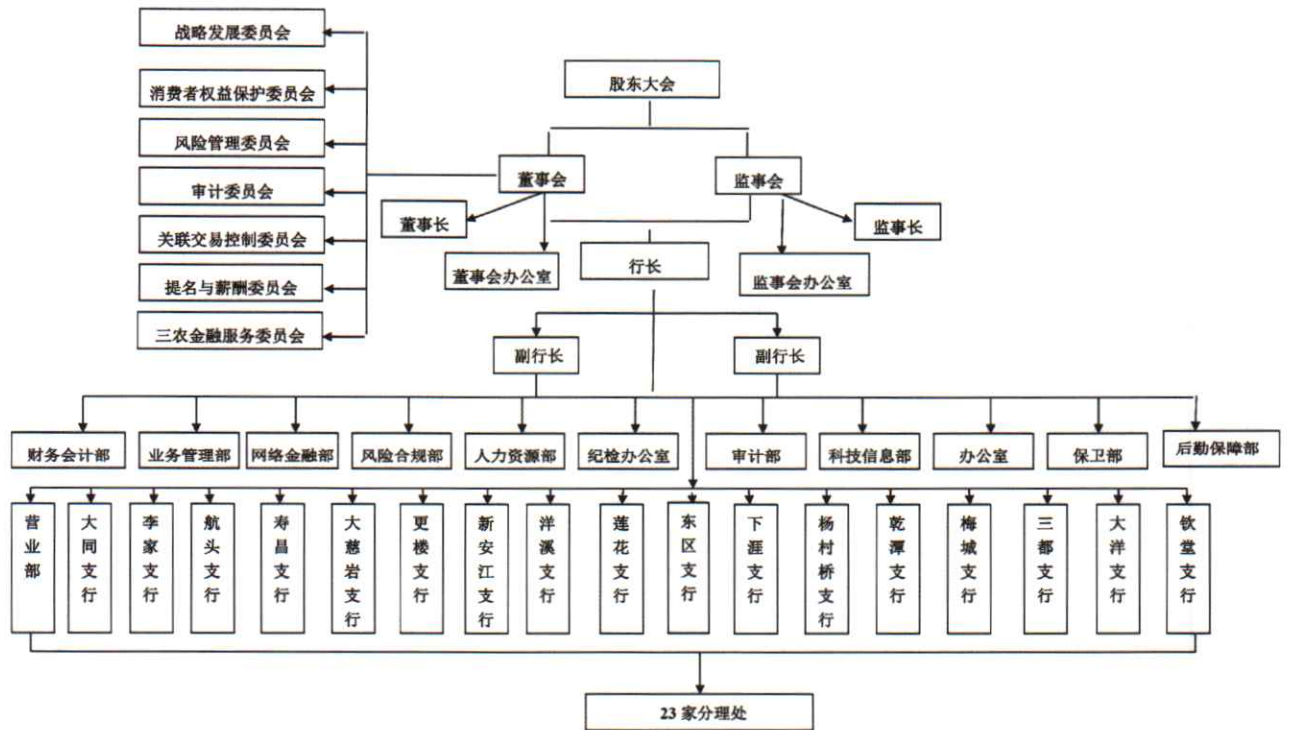 战略发展委员会
消费者权益保护委员会
风险管理委员会
审计委员会
关联交易控制委员会
提名与薪酬委员会
三农金融服务委员会
股东大会
董事会
监事会
董事长
监事长
董事会办公室
行长
监事会办公室
副行长
副行长
财务会计部
业务管理部
网络金融部
风险合规部
人力资源部
纪检办公室
审计部
科技信息部
办公室
保卫部
后勤保障部
营业部
大同支行
李家支行
航头支行
寿昌支行
大慈岩支行
更楼支行
新安江支行
洋溪支行
莲花支行
东区支行
下涯支行
杨村桥支行
乾潭支行
梅城支行
三都支行
大洋支行
钦堂支行
23 家分理处